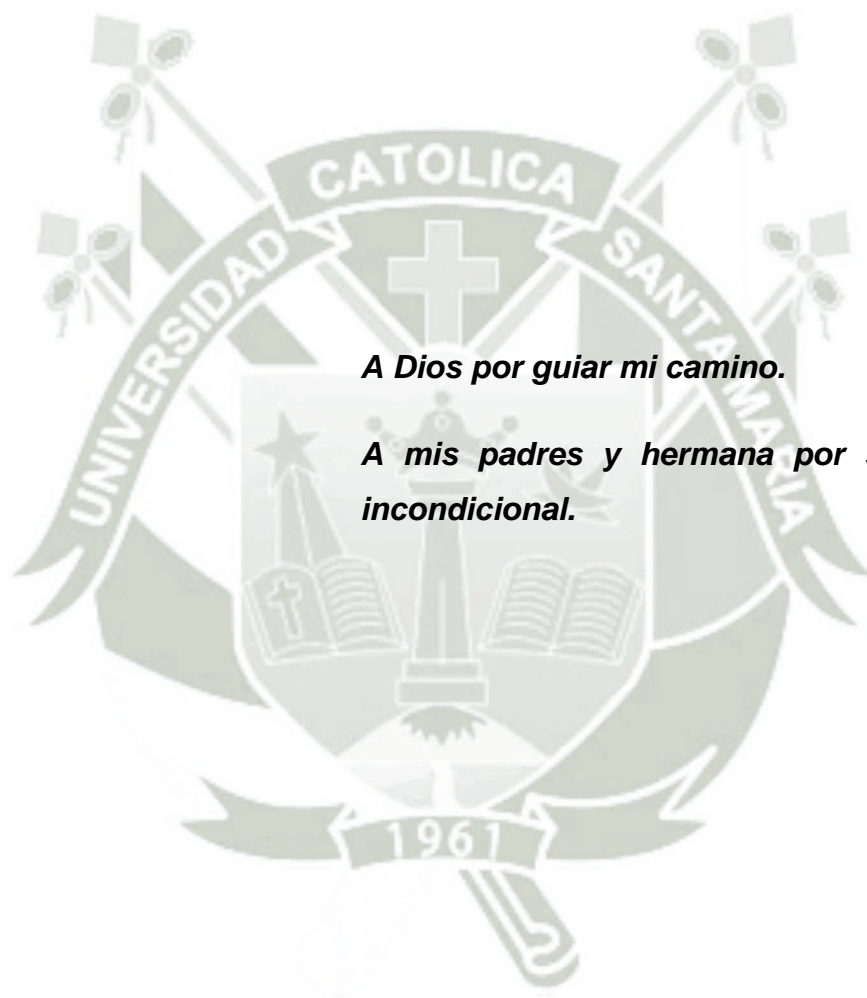 UNIVERSIDAD CATOLICA SANTA MARIA
A Dios por guiar mi camino.
A mis padres y hermana por
incondicional.
1961